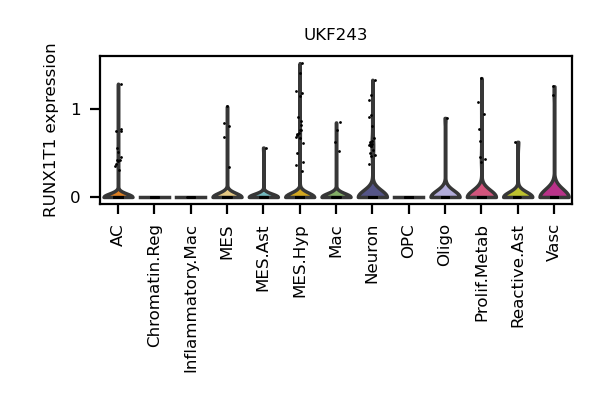 UKF243
RUNX1T1 expression
1
0
AC
Chromatin.Reg
Inflammatory.Mac
MES
MES.Ast
MES.Hyp
Mac
Neuron
OPC
Oligo
Prolif.Metab
Reactive.Ast
Vasc